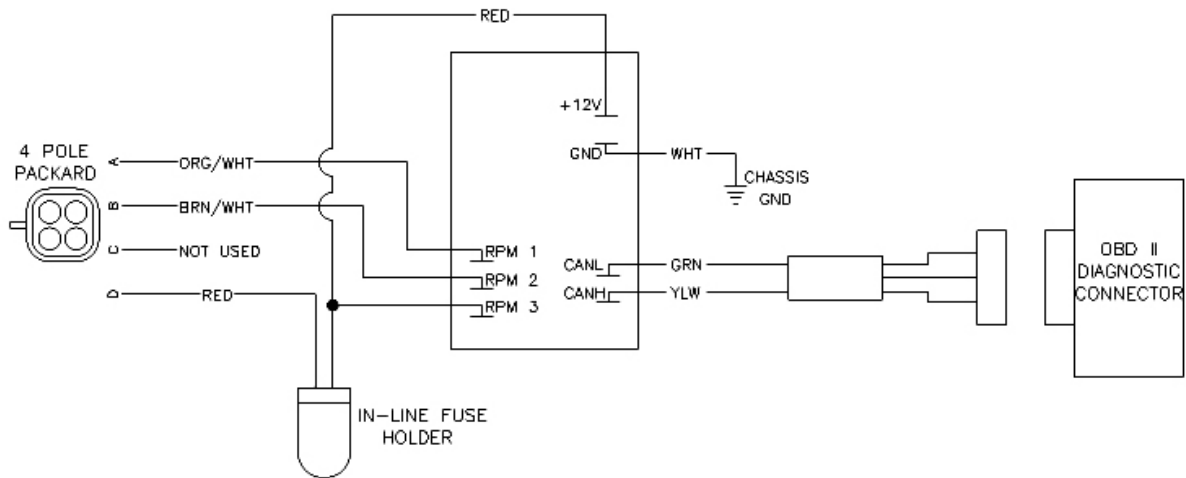 RED
+12V
4 POLE
PACKARD
A
ORG/WHT
GND
WHT
CHASSIS
GND
B
BRN/WHT
C
NOT USED
RPM 1
CANL
GRN
OBD II
DIAGNOSTIC
CONNECTOR
D
RED
RPM 2
CANH
YLW
RPM 3
IN-LINE FUSE
HOLDER